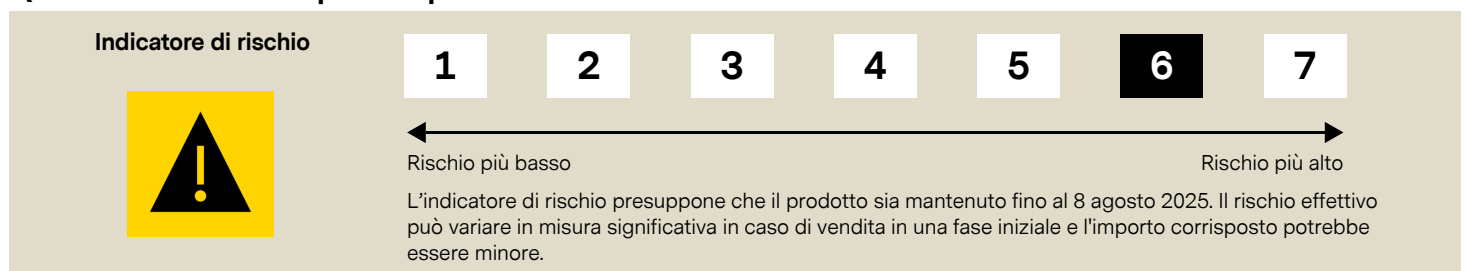 Indicatore di rischio
1 2 3 4 5 6 7
Rischio più basso Rischio più alto
L'indicatore di rischio presuppone che il prodotto sia mantenuto fino al 8 agosto 2025. Il rischio effettivo
può variare in misura significativa in caso di vendita in una fase iniziale e l'importo corrisposto potrebbe
essere minore.